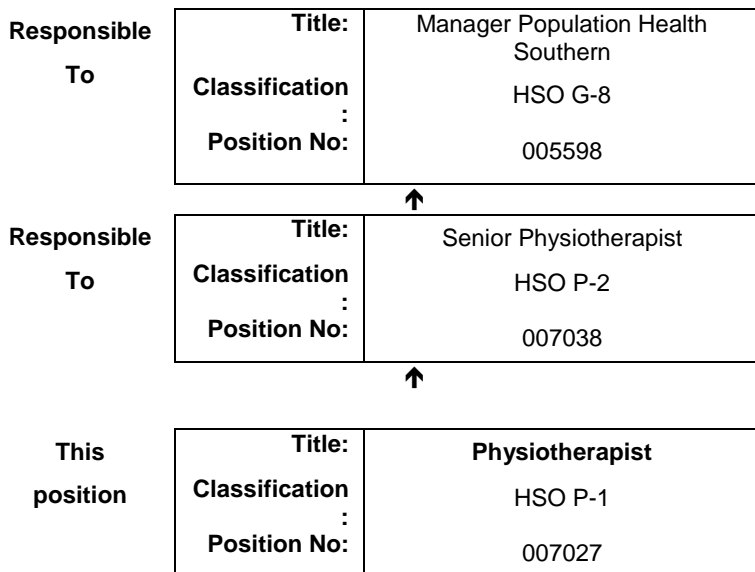 Responsible To
Title: Manager Population Health Southern
Classification : HSO G-8
Position No: 005598
Responsible To
Title: Senior Physiotherapist
Classification : HSO P-2
Position No: 007038
This position
Title: Physiotherapist
Classification : HSO P-1
Position No: 007027